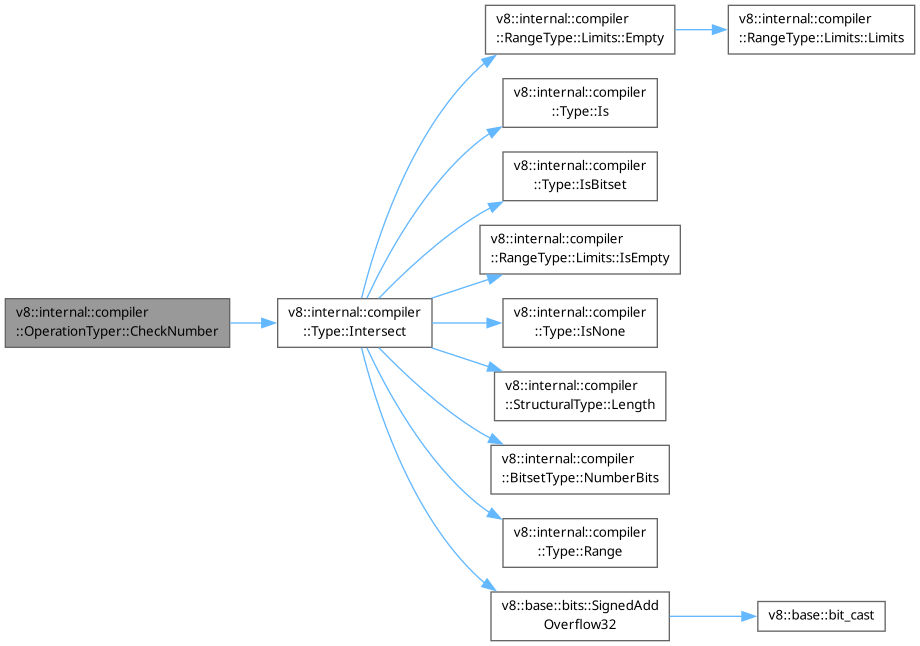 v8::internal::compiler
::RangeType::Limits::Empty
v8::internal::compiler
::RangeType::Limits::Limits
v8::internal::compiler
::Type::Is
v8::internal::compiler
::Type::IsBitset
v8::internal::compiler
::RangeType::Limits::IsEmpty
v8::internal::compiler
::OperationTyper::CheckNumber
v8::internal::compiler
::Type::Intersect
v8::internal::compiler
::Type::IsNone
v8::internal::compiler
::StructuralType::Length
v8::internal::compiler
::BitsetType::NumberBits
v8::internal::compiler
::Type::Range
v8::base::bits::SignedAdd
Overflow32
v8::base::bit_cast